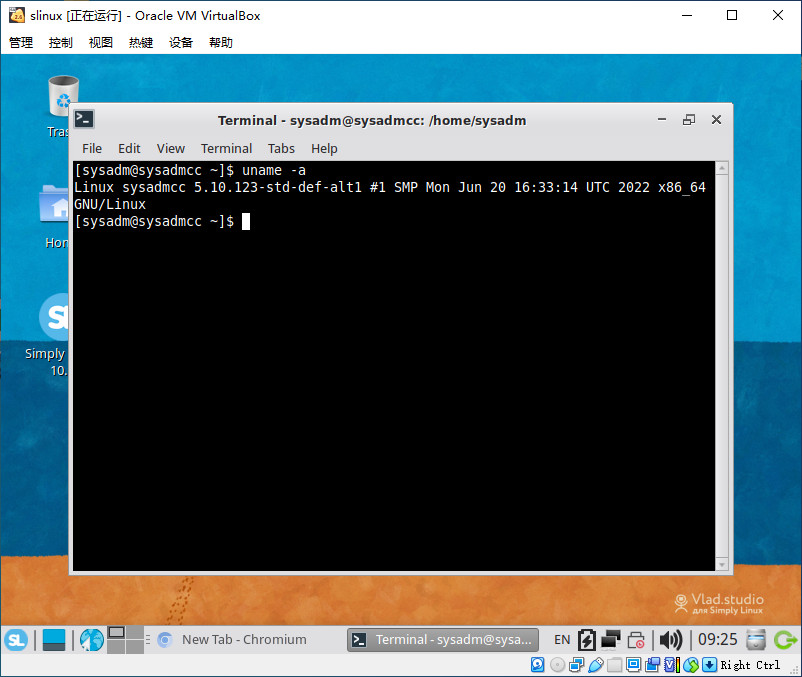 slinux [正在运行] - Oracle VM VirtualBox
管理 控制 视图 热键 设备 帮助
Terminal - sysadm@sysadmcc: /home/sysadm
File Edit View Terminal Tabs Help
[sysadm@sysadmcc ~]$ uname -a
Linux sysadmcc 5.10.123-std-def-alt1 #1 SMP Mon Jun 20 16:33:14 UTC 2022 x86_64
GNU/Linux
[sysadm@sysadmcc ~]$
Tras
Hom
SL
Simply
10.
Vlad.studio
для Simply Linux
SL
New Tab - Chromium
Terminal - sysadm@sysa...
EN
09:25
Right Ctrl